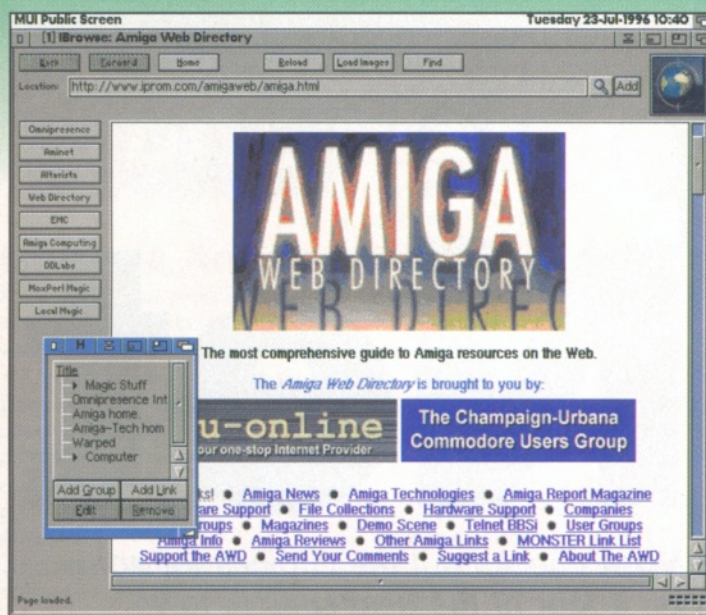 MUI Public Screen
Tuesday 23-Jul-1996 10:40
[1] IBrowse: Amiga Web Directory
Back Forward Home Reload Load Images Find
Location: http://www.iprom.com/amigaweb/amiga.html Add
Omnipresence
Aminet
Alterists
Web Directory
EMC
Amiga Computing
DDLabs
MoxPerl Magic
Local Magic
AMIGA
WEB DIRECTORY
The most comprehensive guide to Amiga resources on the Web.
The Amiga Web Directory is brought to you by:
u-online
our one-stop Internet Provider
The Champaign-Urbana
Commodore Users Group
H
Title
Magic Stuff
Omnipresence Int
Amiga home.
Amiga-Tech hom
Warped
Computer
Add Group Add Link
Edit Remove
ks! • Amiga News • Amiga Technologies • Amiga Report Magazine
are Support • File Collections • Hardware Support • Companies
roups • Magazines • Demo Scene • Telnet BBSi • User Groups
Amiga Info • Amiga Reviews • Other Amiga Links • MONSTER Link List
Support the AWD • Send Your Comments • Suggest a Link • About The AWD
Page loaded.